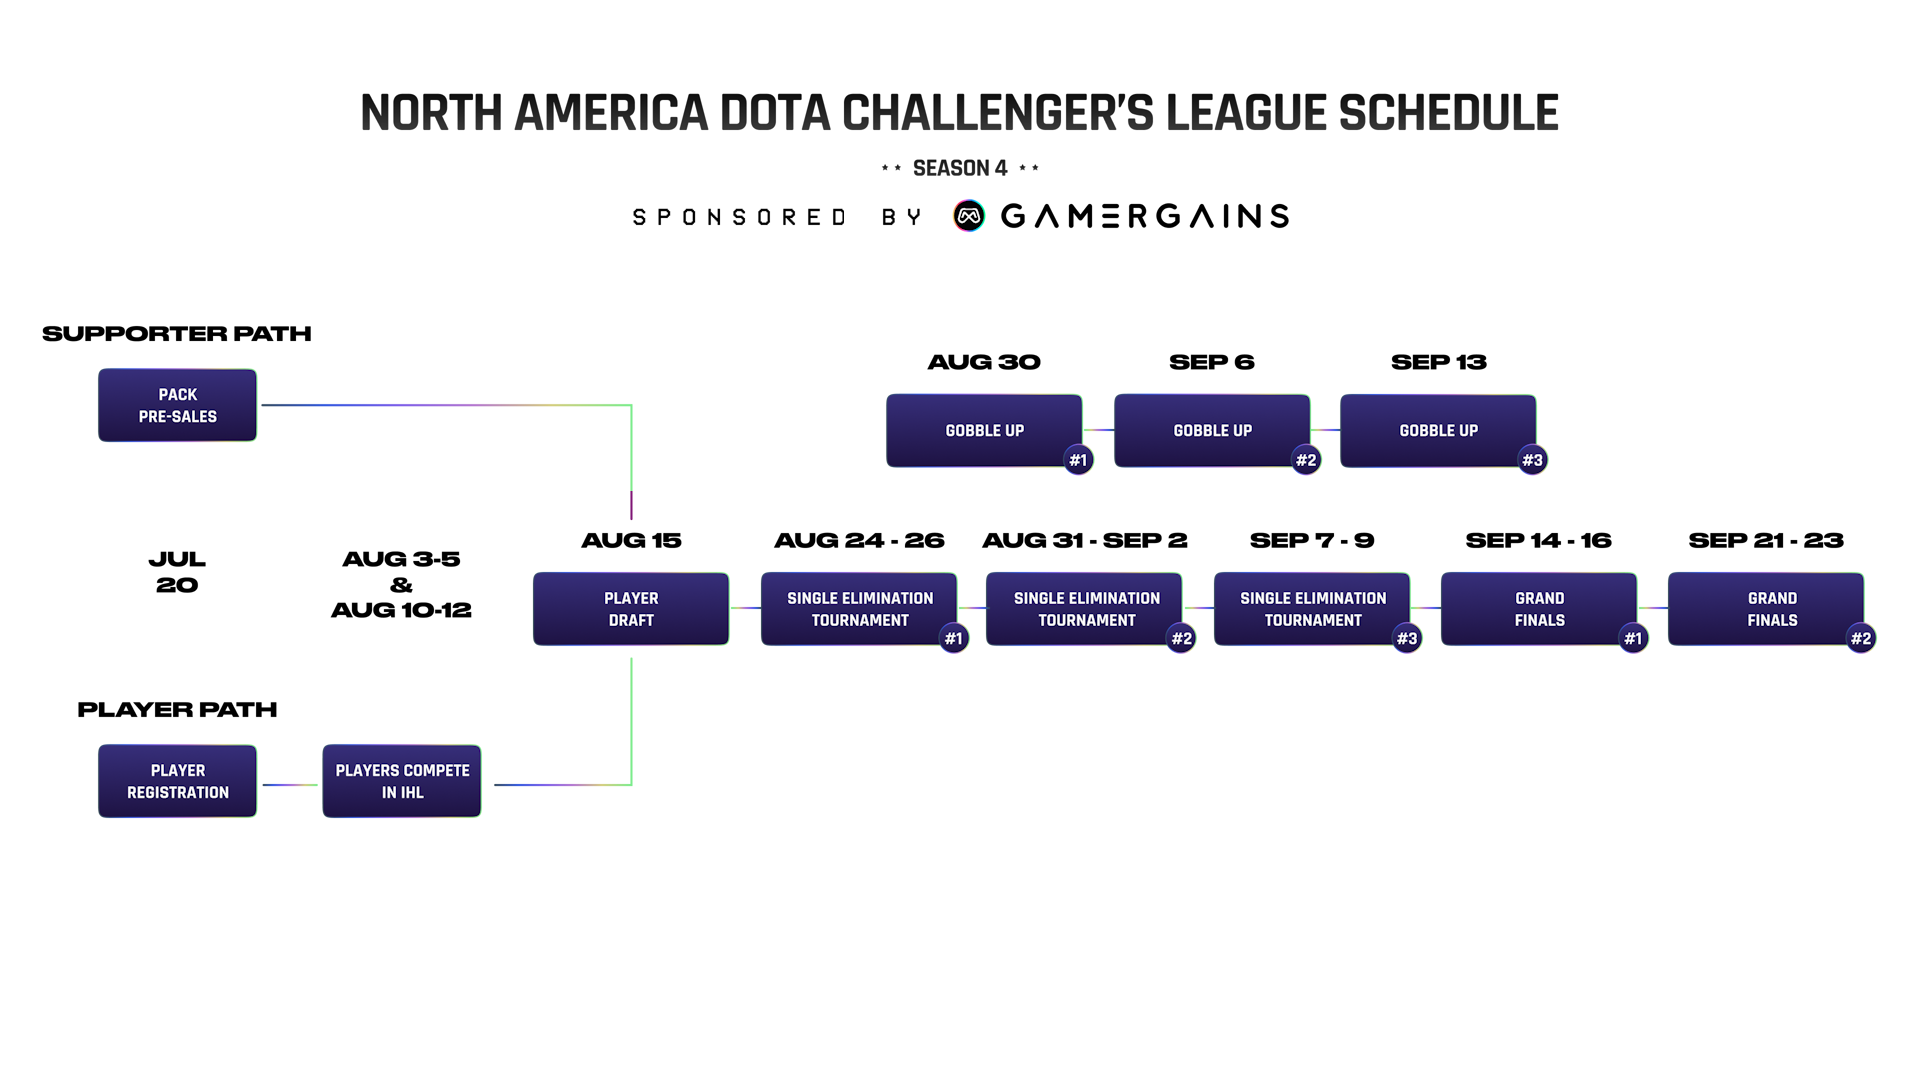 NORTH AMERICA DOTA CHALLENGER'S LEAGUE SCHEDULE
SEASON 4
SPONSORED BY GAMERGAINS
SUPPORTER PATH
PACK
PRE-SALES
AUG 30
SEP 6
SEP 13
GOBBLE UP
#1
GOBBLE UP
#2
GOBBLE UP
#3
JUL
20
AUG 3-5
&
AUG 10-12
AUG 15
PLAYER
DRAFT
AUG 24 - 26
SINGLE ELIMINATION
TOURNAMENT
#1
AUG 31 - SEP 2
SINGLE ELIMINATION
TOURNAMENT
#2
SEP 7 - 9
SINGLE ELIMINATION
TOURNAMENT
#3
SEP 14 - 16
GRAND
FINALS
#1
SEP 21 - 23
GRAND
FINALS
#2
PLAYER PATH
PLAYER
REGISTRATION
PLAYERS COMPETE
IN IHL